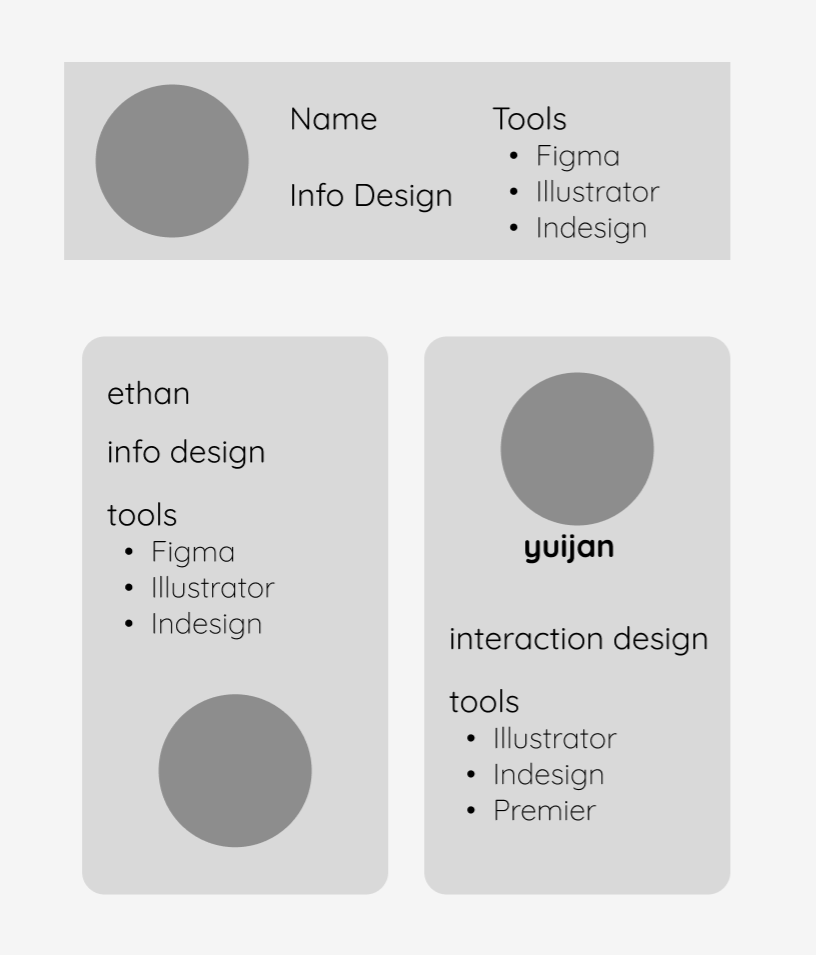 Name
Info Design
Tools
• Figma
• Illustrator
• Indesign
ethan
info design
tools
• Figma
• Illustrator
• Indesign
yuijan
interaction design
tools
• Illustrator
• Indesign
• Premier